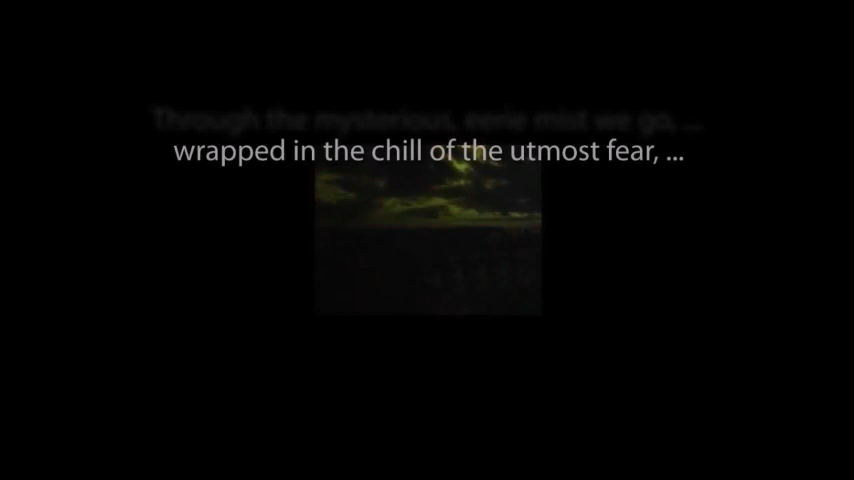 Through the mysterious, eerie mist we go, ...
wrapped in the chill of the utmost fear, ...